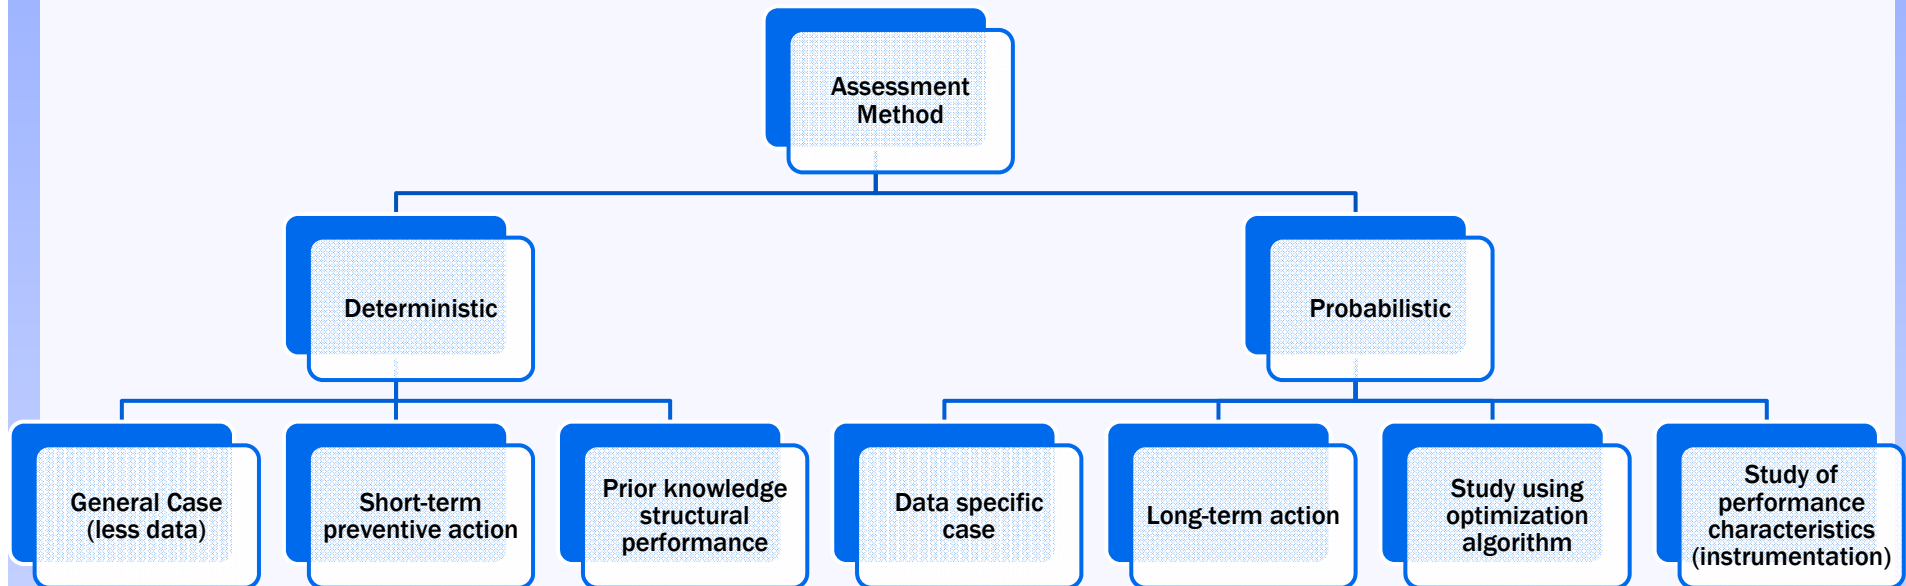 Assessment
Method
Deterministic
Probabilistic
General Case
(less data)
Short-term
preventive action
Prior knowledge
structural
performance
Data specific
case
Long-term action
Study using
optimization
algorithm
Study of
performance
characteristics
(instrumentation)